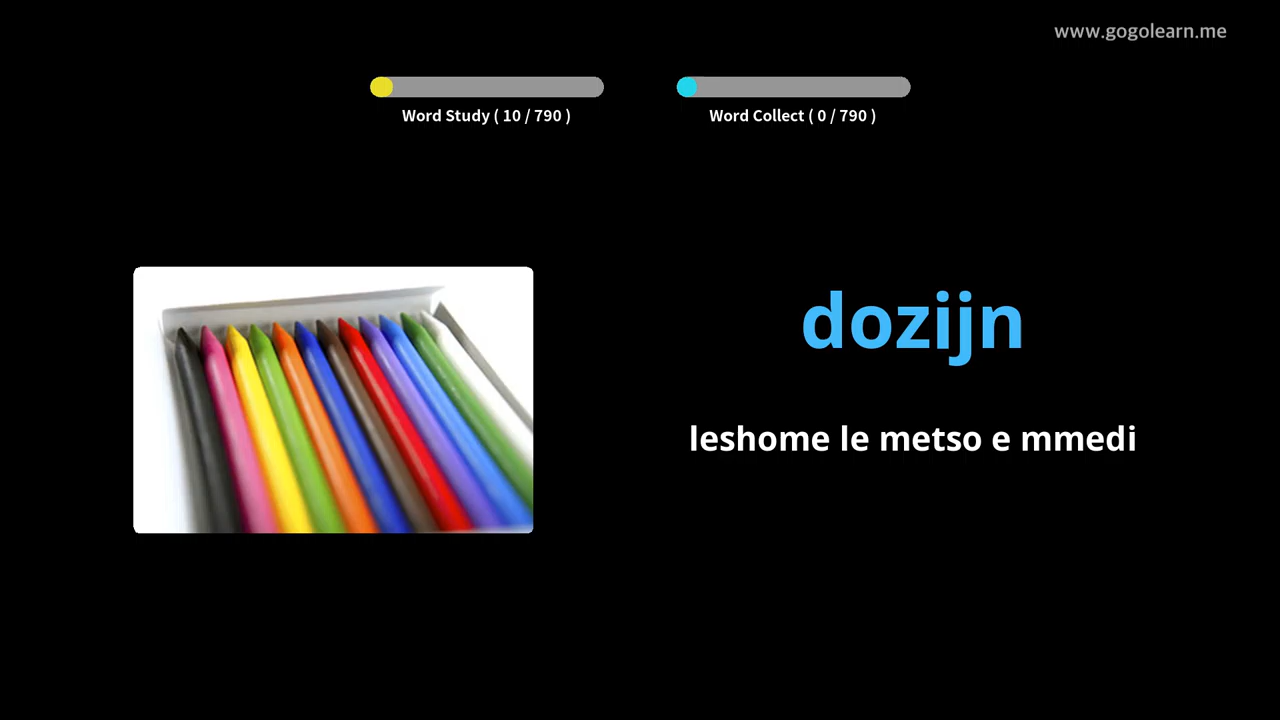 www.gogolearn.me
Word Study ( 10 / 790 )
Word Collect ( 0 / 790 )
dozijn
leshome le metso e mmedi